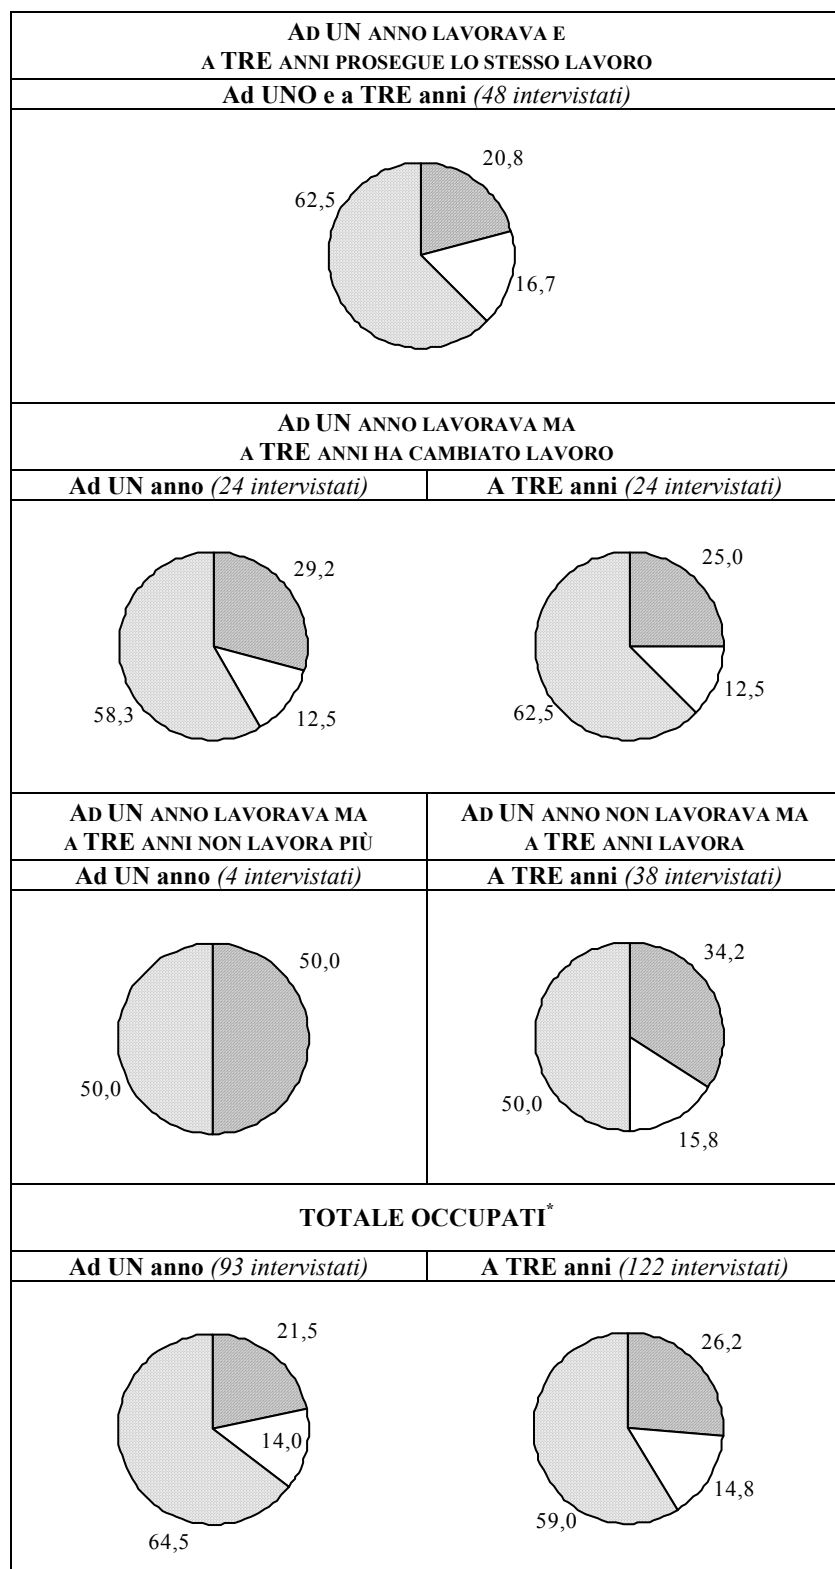 AD UN ANNO LAVORAVA E
A TRE ANNI PROSEGUE LO STESSO LAVORO
Ad UNO e a TRE anni (48 intervistati)
20,8
62,5
16,7
AD UN ANNO LAVORAVA MA
A TRE ANNI HA CAMBIATO LAVORO
Ad UN anno (24 intervistati)
A TRE anni (24 intervistati)
29,2
58,3
12,5
25,0
12,5
62,5
AD UN ANNO LAVORAVA MA
A TRE ANNI NON LAVORA PIÙ
AD UN ANNO NON LAVORAVA MA
A TRE ANNI LAVORA
Ad UN anno (4 intervistati)
A TRE anni (38 intervistati)
50,0
50,0
34,2
50,0
15,8
TOTALE OCCUPATI*
Ad UN anno (93 intervistati)
A TRE anni (122 intervistati)
21,5
14,0
64,5
26,2
14,8
59,0